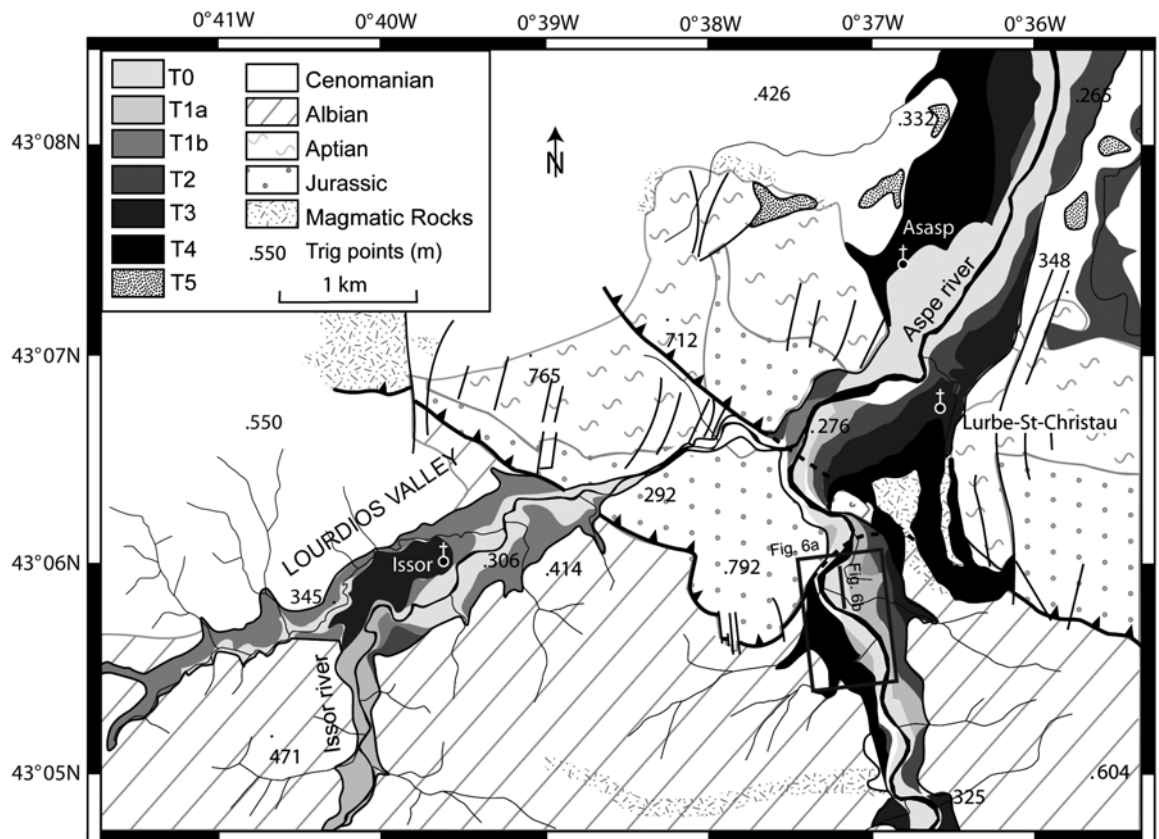 0°41W 0°40W 0°39W 0°38W 0°37W 0°36W
T0
T1a
T1b
T2
T3
T4
T5
Cenomanian
Albian
Aptian
Jurassic
Magmatic Rocks
.550 Trig points (m)
1 km
N
43°08N
43°07N
43°06N
43°05N
.426
.332
.265
Asasp
348
Aspe river
712
765
.276
Lurbe-St-Christau
.550
LOURDIOS VALLEY
292
Issor
.306
.414
.792
Fig. 6a
Fig. 6b
345
Issor river
471
.604
325